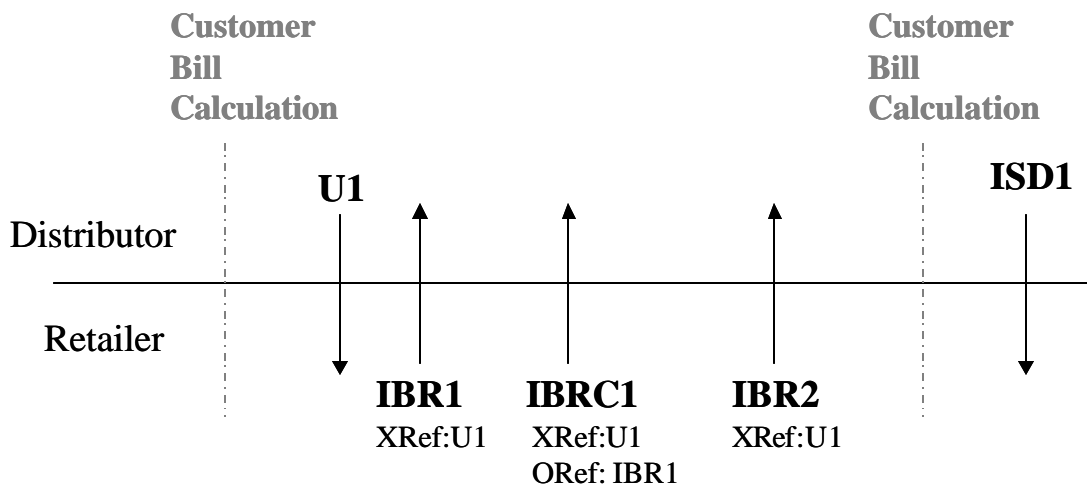 Customer
Bill
Calculation
Customer
Bill
Calculation
U1
ISD1
Distributor
Retailer
IBR1
XRef:U1
IBRC1
XRef:U1
ORef: IBR1
IBR2
XRef:U1